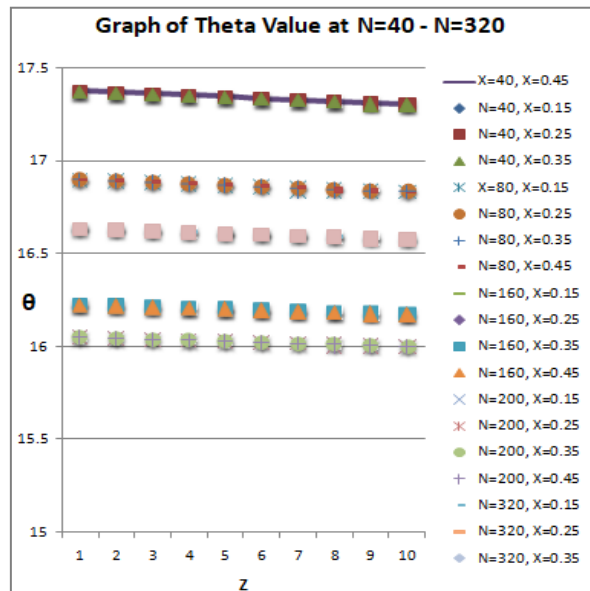 Graph of Theta Value at N=40 - N=320
17.5
17
16.5
θ
16
15.5
15
1 2 3 4 5 6 7 8 9 10
Z
X=40, X=0.45
N=40, X=0.15
N=40, X=0.25
N=40, X=0.35
X=80, X=0.15
N=80, X=0.25
N=80, X=0.35
N=80, X=0.45
N=160, X=0.15
N=160, X=0.25
N=160, X=0.35
N=160, X=0.45
N=200, X=0.15
N=200, X=0.25
N=200, X=0.35
N=200, X=0.45
N=320, X=0.15
N=320, X=0.25
N=320, X=0.35